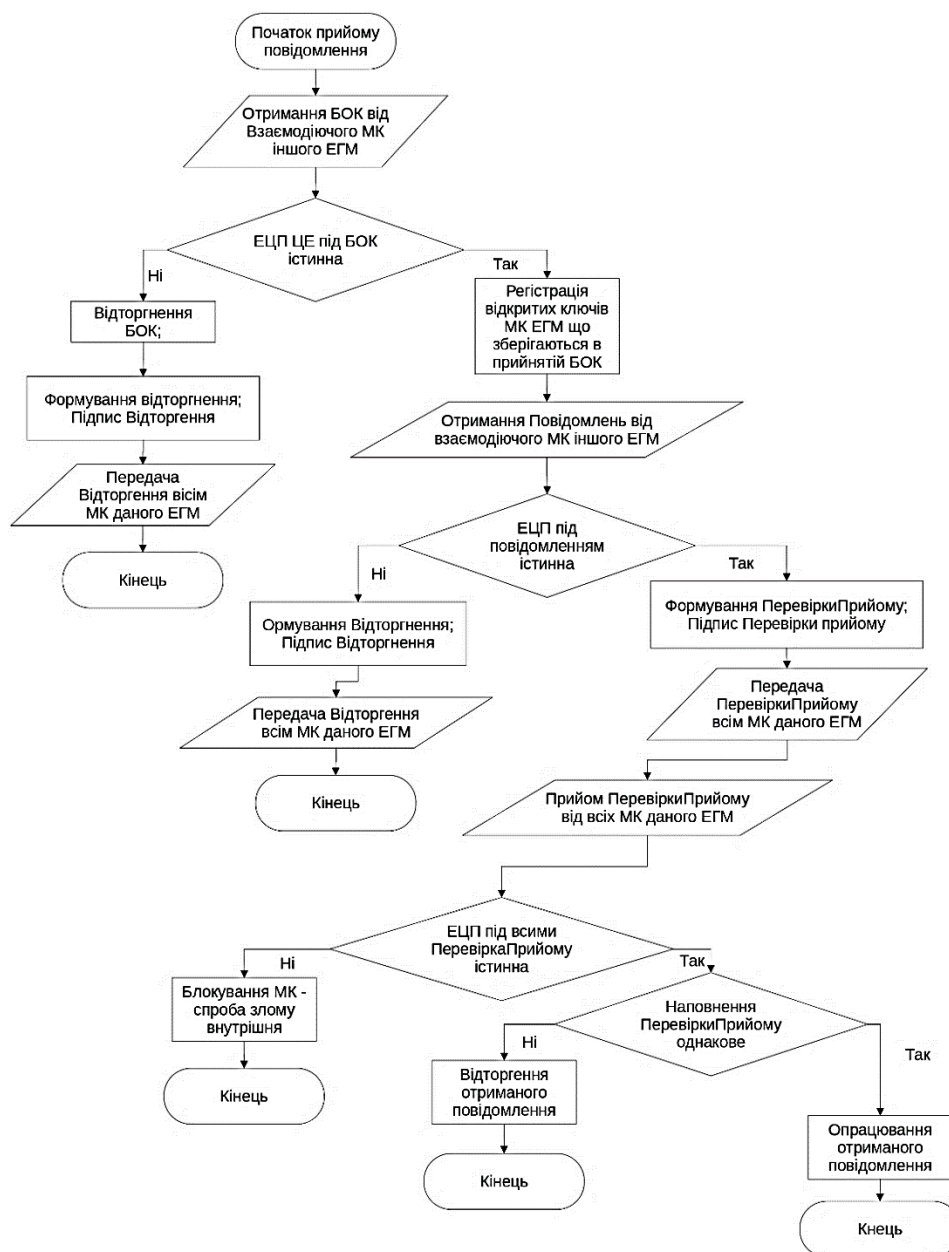 Початок прийому
повідомлення
Отримання БОК від
Взаємодіючого МК
іншого ЕГМ
ЕЦП ЦЕ під БОК
істинна
Ні
Так
Відторгнення
БОК;
Регістрація
відкритих ключів
МК ЕГМ що
зберігаються в
прийнятій БОК
Формування відторгнення;
Підпис Відторгення
Отримання Повідомлень від
взаємодіючого МК іншого ЕГМ
Передача
Відторгення вісім
МК даного ЕГМ
Кінець
ЕЦП під
повідомленням
істинна
Ні
Так
Ормування Відторгнення;
Підпис Відторгнення
Формування ПеревіркиПрийому;
Підпис Перевірки прийому
Передача Відторгення
всім МК даного ЕГМ
Передача
ПеревіркиПрийому
всім МК даного ЕГМ
Кінець
Прийом ПеревіркиПрийому
від всіх МК даного ЕГМ
ЕЦП під всими
ПеревіркаПрийому
істинна
Ні
Так
Блокування МК -
спроба злому
внутрішня
Кінець
Наповнення
ПеревіркиПрийому
однакове
Ні
Так
Відторгення
отриманого
повідомлення
Кінець
Опрацювання
отриманого
повідомлення
Кнець